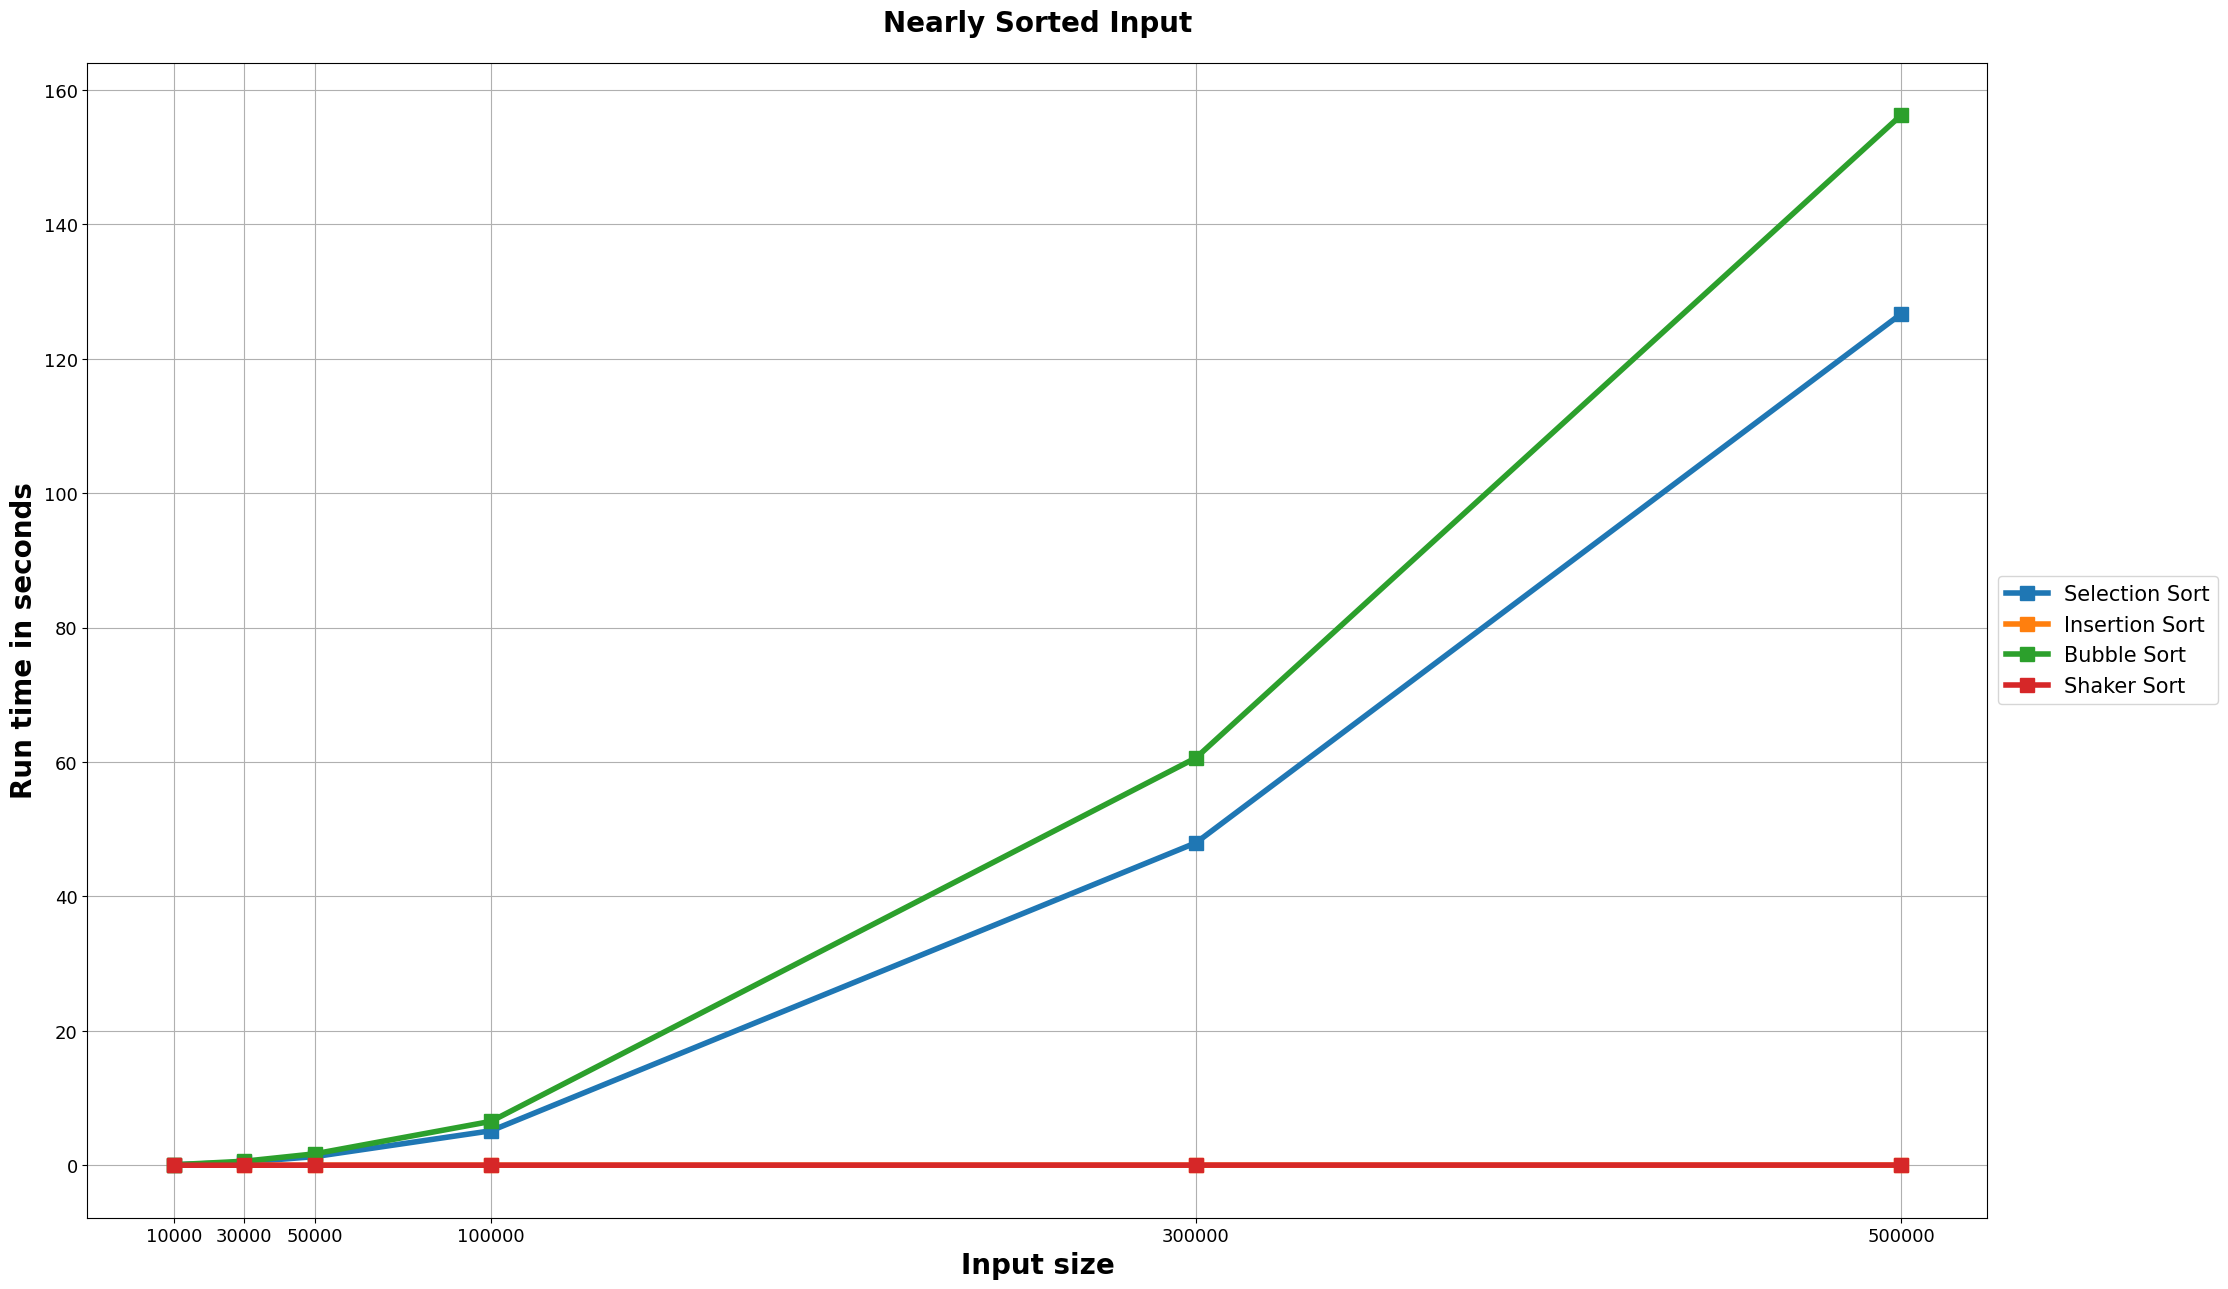 Nearly Sorted Input
Run time in seconds
160
140
120
100
80
60
40
20
0
10000 30000 50000 100000 300000 500000
Input size
Selection Sort
Insertion Sort
Bubble Sort
Shaker Sort